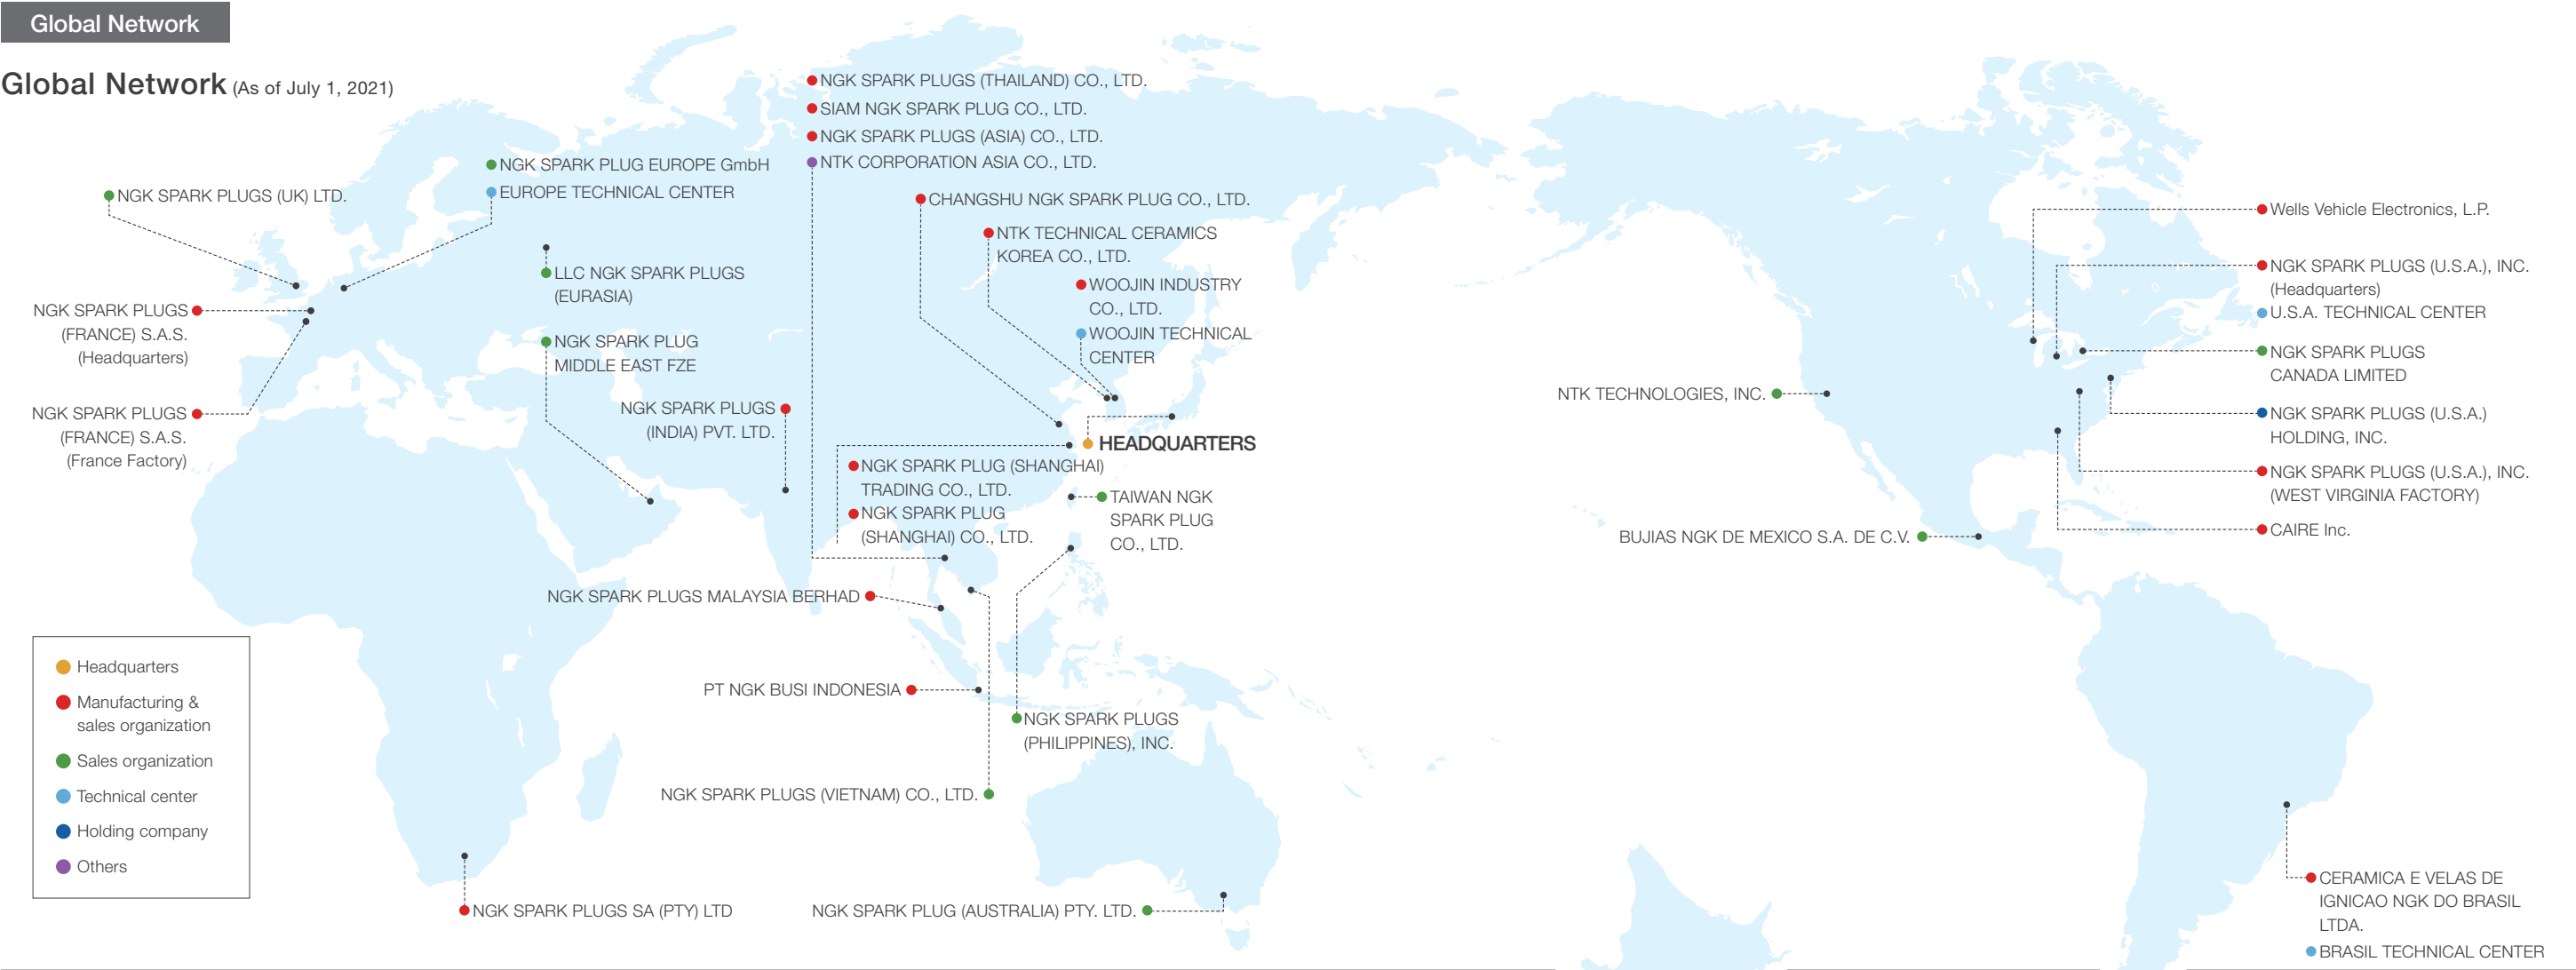 Global Network
Global Network (As of July 1, 2021)
NGK SPARK PLUGS (THAILAND) CO., LTD.
SIAM NGK SPARK PLUG CO., LTD.
NGK SPARK PLUGS (ASIA) CO., LTD.
NTK CORPORATION ASIA CO., LTD.
NGK SPARK PLUG EUROPE GmbH
EUROPE TECHNICAL CENTER
NGK SPARK PLUGS (UK) LTD.
CHANGSHU NGK SPARK PLUG CO., LTD.
NTK TECHNICAL CERAMICS
KOREA CO., LTD.
WOOJIN INDUSTRY
CO., LTD.
WOOJIN TECHNICAL
CENTER
LLC NGK SPARK PLUGS
(EURASIA)
NGK SPARK PLUGS
(FRANCE) S.A.S.
(Headquarters)
NGK SPARK PLUG
MIDDLE EAST FZE
NGK SPARK PLUGS
(FRANCE) S.A.S.
(France Factory)
NGK SPARK PLUGS
(INDIA) PVT. LTD.
HEADQUARTERS
NGK SPARK PLUG (SHANGHAI)
TRADING CO., LTD.
NGK SPARK PLUG
(SHANGHAI) CO., LTD.
TAIWAN NGK
SPARK PLUG
CO., LTD.
NGK SPARK PLUGS MALAYSIA BERHAD
PT NGK BUSI INDONESIA
NGK SPARK PLUGS
(PHILIPPINES), INC.
NGK SPARK PLUGS (VIETNAM) CO., LTD.
NGK SPARK PLUGS SA (PTY) LTD
NGK SPARK PLUG (AUSTRALIA) PTY. LTD.
Wells Vehicle Electronics, L.P.
NGK SPARK PLUGS (U.S.A.), INC.
(Headquarters)
U.S.A. TECHNICAL CENTER
NGK SPARK PLUGS
CANADA LIMITED
NTK TECHNOLOGIES, INC.
NGK SPARK PLUGS (U.S.A.)
HOLDING, INC.
NGK SPARK PLUGS (U.S.A.), INC.
(WEST VIRGINIA FACTORY)
CAIRE Inc.
BUJIAS NGK DE MEXICO S.A. DE C.V.
CERAMICA E VELAS DE
IGNICAO NGK DO BRASIL
LTDA.
BRASIL TECHNICAL CENTER
Headquarters
Manufacturing &
sales organization
Sales organization
Technical center
Holding company
Others